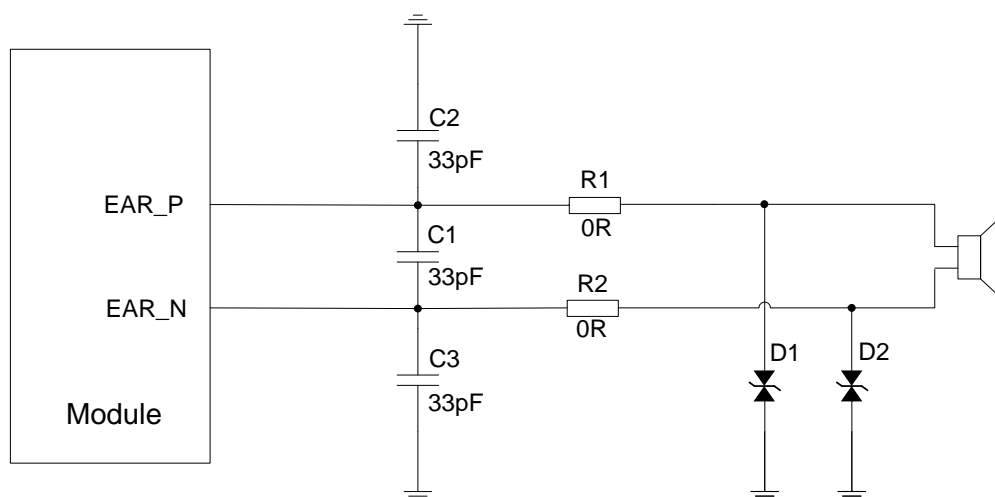 C2
33pF
EAR_P
R1
0R
C1
33pF
EAR_N
R2
0R
C3
33pF
D1
D2
Module